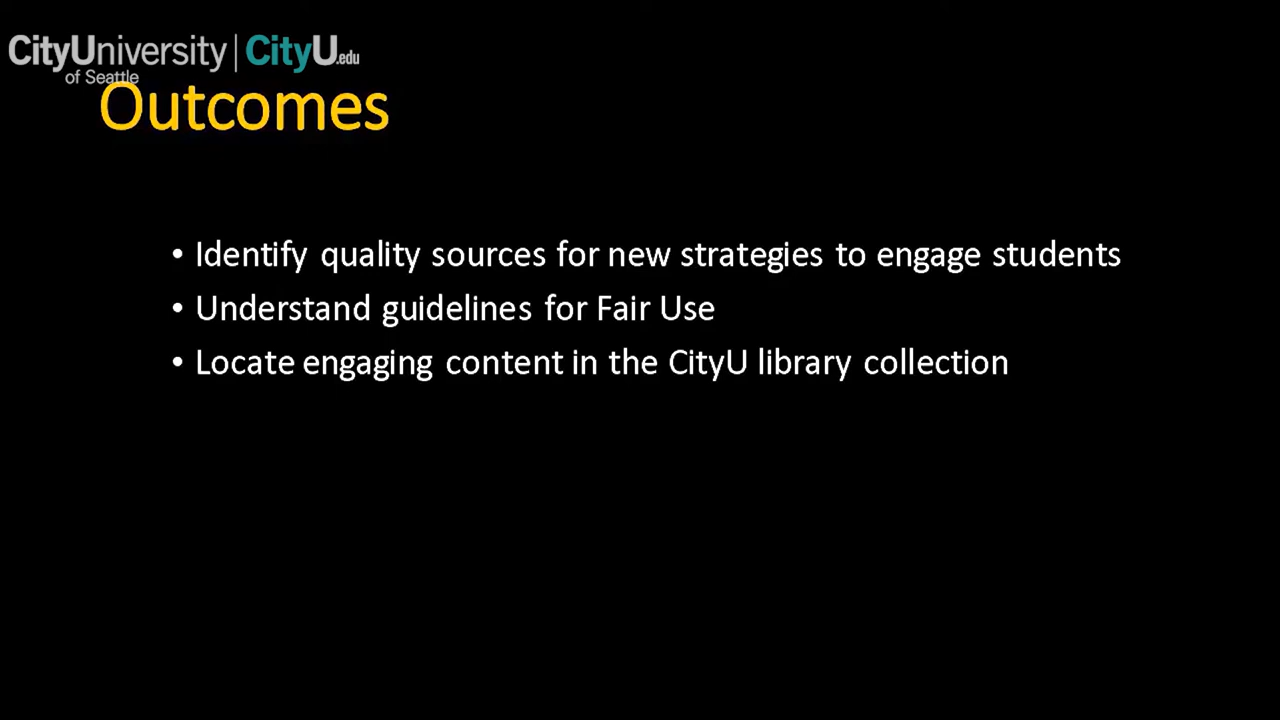 CityUniversity | CityU.edu
of Seattle
Outcomes
• Identify quality sources for new strategies to engage students
• Understand guidelines for Fair Use
• Locate engaging content in the CityU library collection